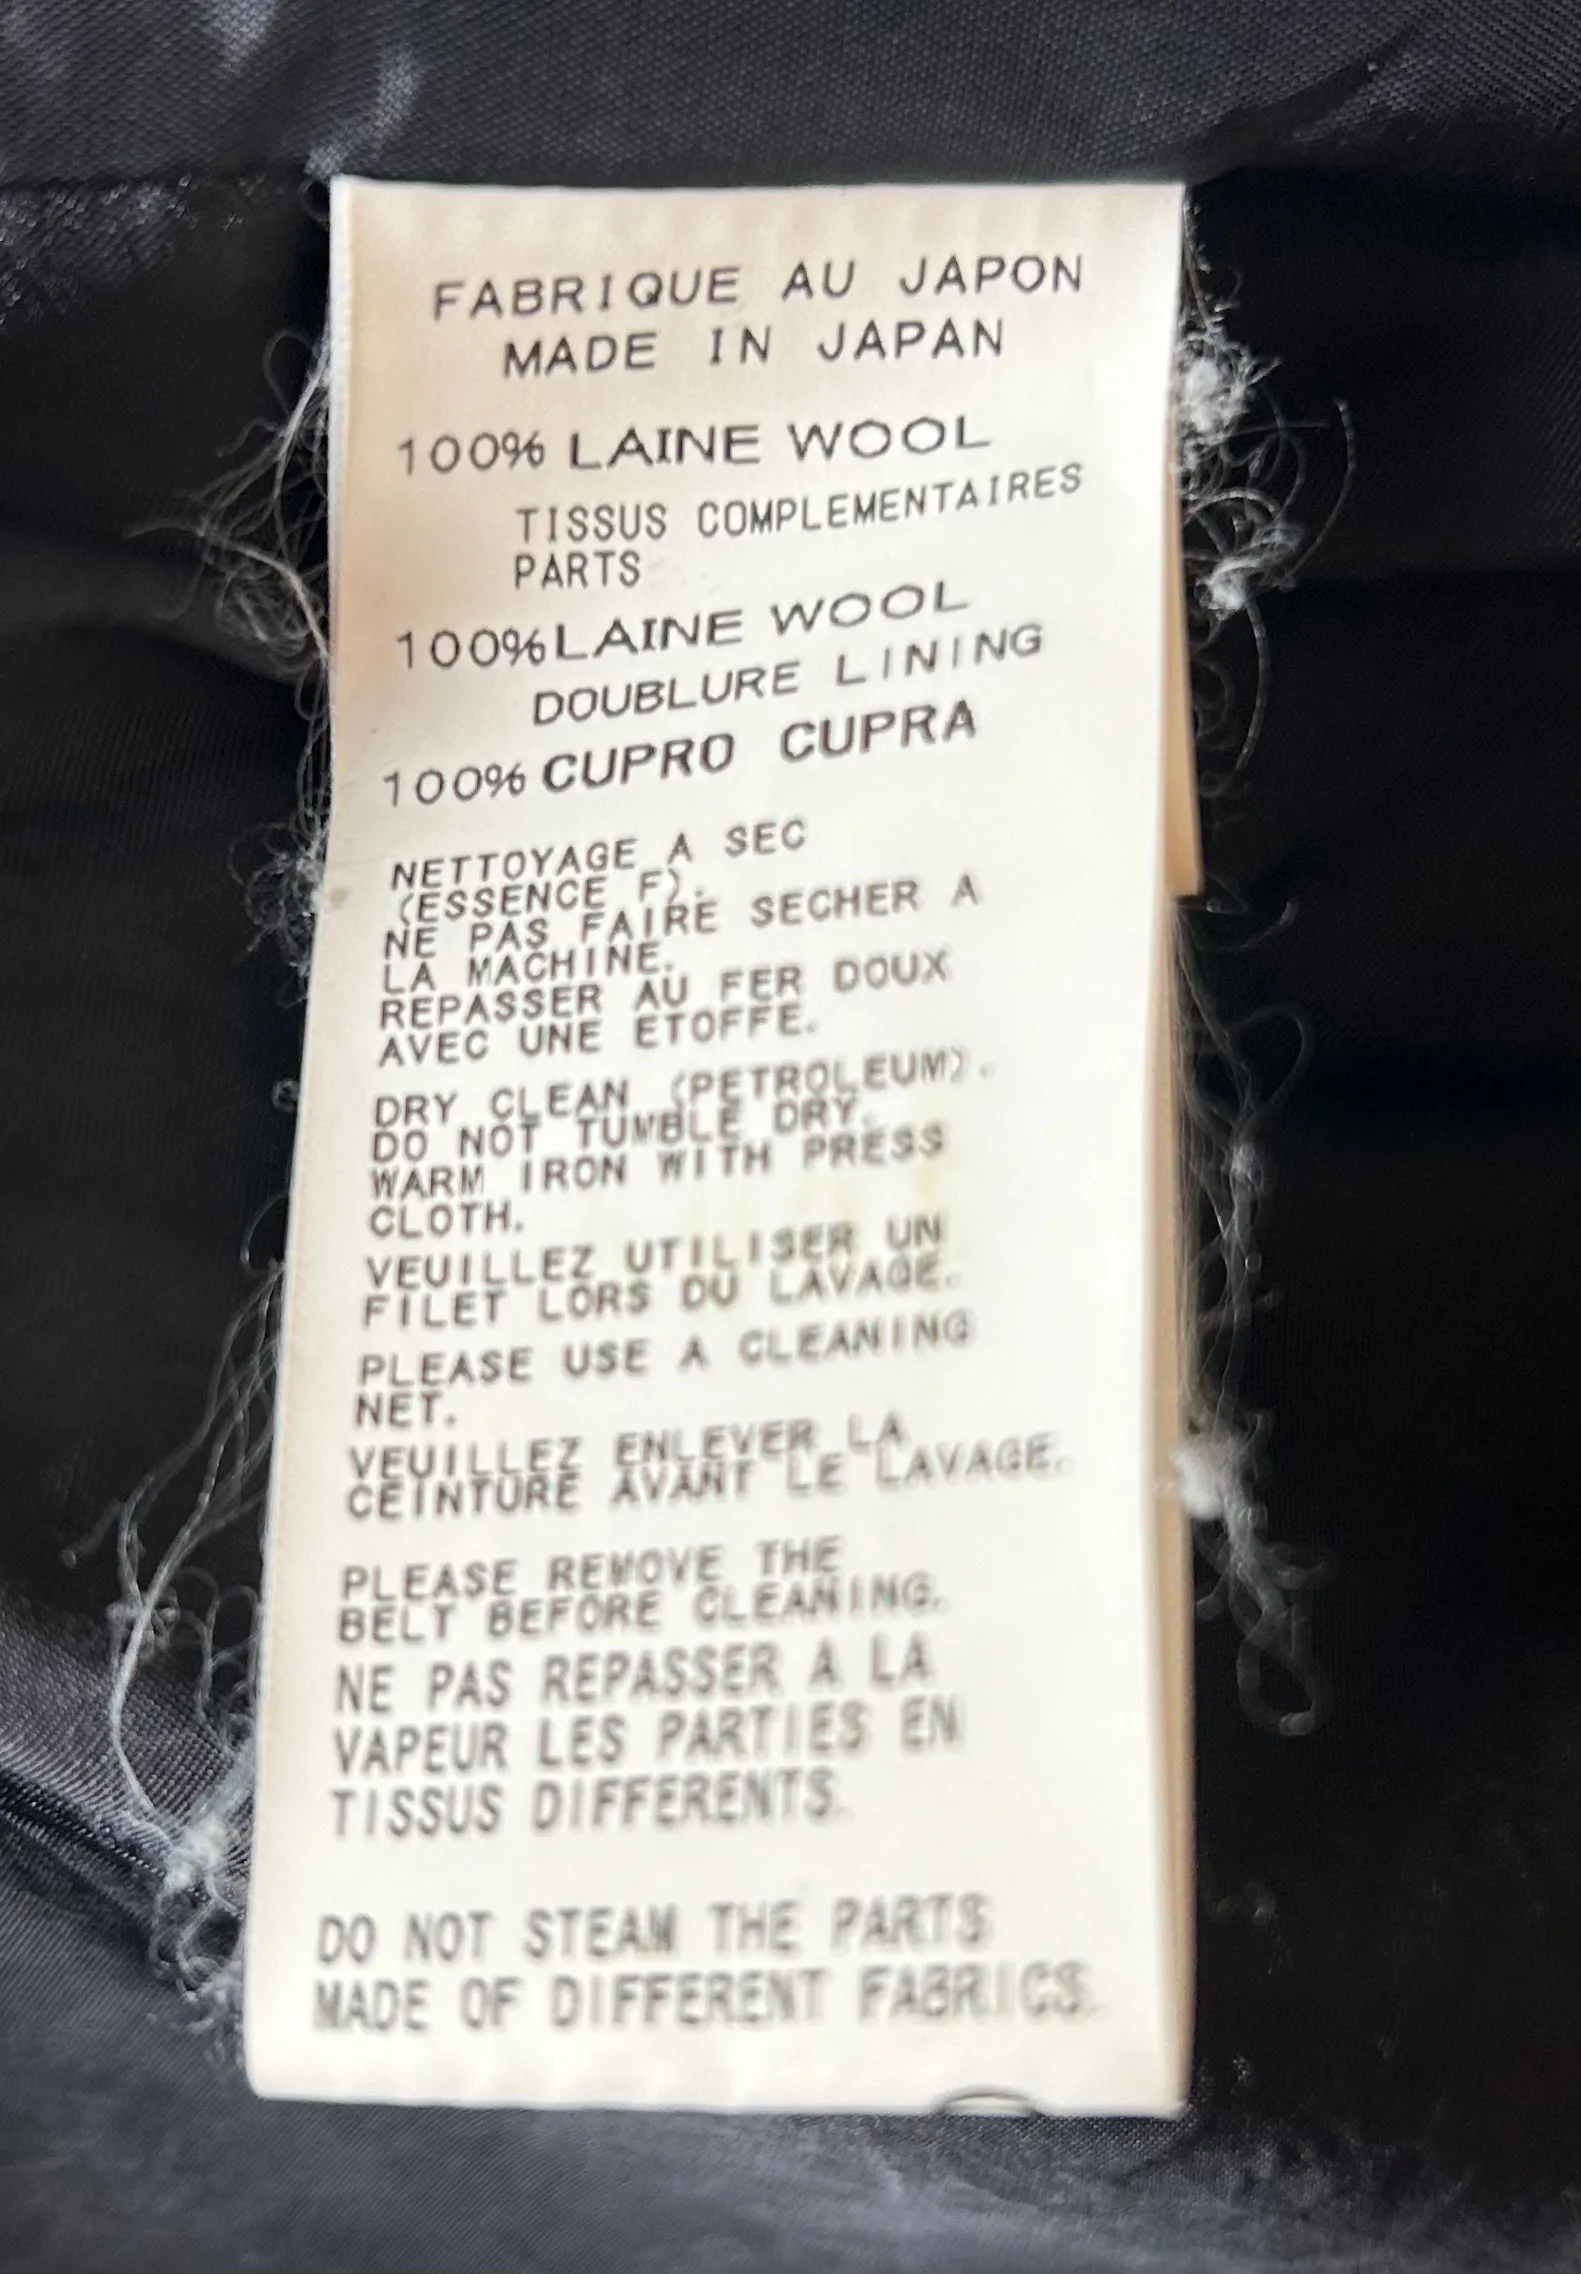 FABRIQUE AU JAPON
MADE IN JAPAN
100% LAINE WOOL
TISSUS COMPLEMENTAIRES
PARTS
100% LAINE WOOL
DOUBLURE LINING
100% CUPRO CUPRA
NETTOYAGE A SEC
(ESSENCE F).
NE PAS FAIRE SECHER A
LA MACHINE.
REPASSER AU FER DOUX
AVEC UNE ETOFFE.
DRY CLEAN (PETROLEUM).
DO NOT TUMBLE DRY.
WARM IRON WITH PRESS
CLOTH.
VEUILLEZ UTILISER UN
FILET LORS DU LAVAGE.
PLEASE USE A CLEANING
NET.
VEUILLEZ ENLEVER LA
CEINTURE AVANT LE LAVAGE.
PLEASE REMOVE THE
BELT BEFORE CLEANING.
NE PAS REPASSER A LA
VAPEUR LES PARTIES EN
TISSUS DIFFERENTS.
DO NOT STEAM THE PARTS
MADE OF DIFFERENT FABRICS.